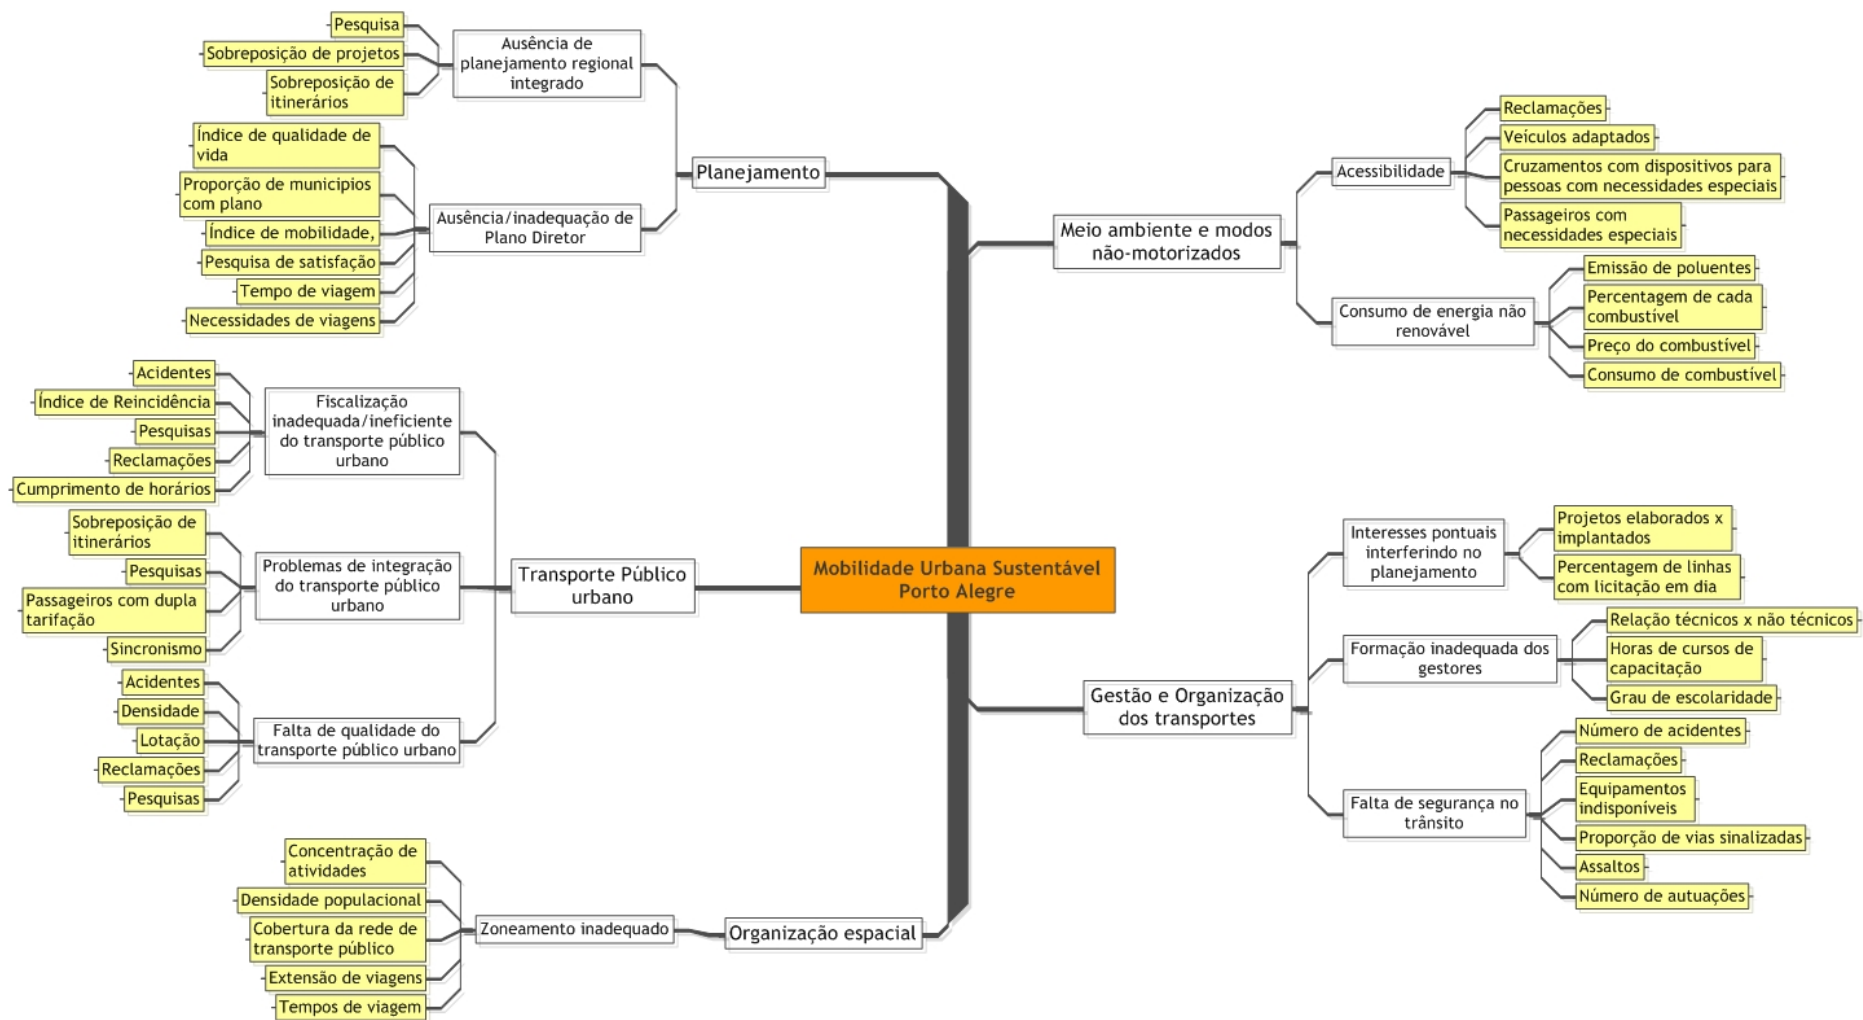 Mobilidade Urbana Sustentável
Porto Alegre
Planejamento
Ausência de
planejamento regional
integrado
Pesquisa
Sobreposição de projetos
Sobreposição de
itinerários
Ausência/inadequação de
Plano Diretor
Índice de qualidade de
vida
Proporção de municipios
com plano
Índice de mobilidade,
Pesquisa de satisfação
Tempo de viagem
Necessidades de viagens
Transporte Público
urbano
Fiscalização
inadequada/ineficiente
do transporte público
urbano
Acidentes
Índice de Reincidência
Pesquisas
Reclamações
Cumprimento de horários
Problemas de integração
do transporte público
urbano
Sobreposição de
itinerários
Pesquisas
Passageiros com dupla
tarifação
Sincronismo
Falta de qualidade do
transporte público urbano
Acidentes
Densidade
Lotação
Reclamações
Pesquisas
Organização espacial
Zoneamento inadequado
Concentração de
atividades
Densidade populacional
Cobertura da rede de
transporte público
Extensão de viagens
Tempos de viagem
Meio ambiente e modos
não-motorizados
Acessibilidade
Reclamações
Veículos adaptados
Cruzamentos com dispositivos para
pessoas com necessidades especiais
Passageiros com
necessidades especiais
Consumo de energia não
renovável
Emissão de poluentes
Percentagem de cada
combustível
Preço do combustível
Consumo de combustível
Gestão e Organização
dos transportes
Interesses pontuais
interferindo no
planejamento
Projetos elaborados x
implantados
Percentagem de linhas
com licitação em dia
Formação inadequada dos
gestores
Relação técnicos x não técnicos
Horas de cursos de
capacitação
Grau de escolaridade
Falta de segurança no
trânsito
Número de acidentes
Reclamações
Equipamentos
indisponíveis
Proporção de vias sinalizadas
Assaltos
Número de autuações